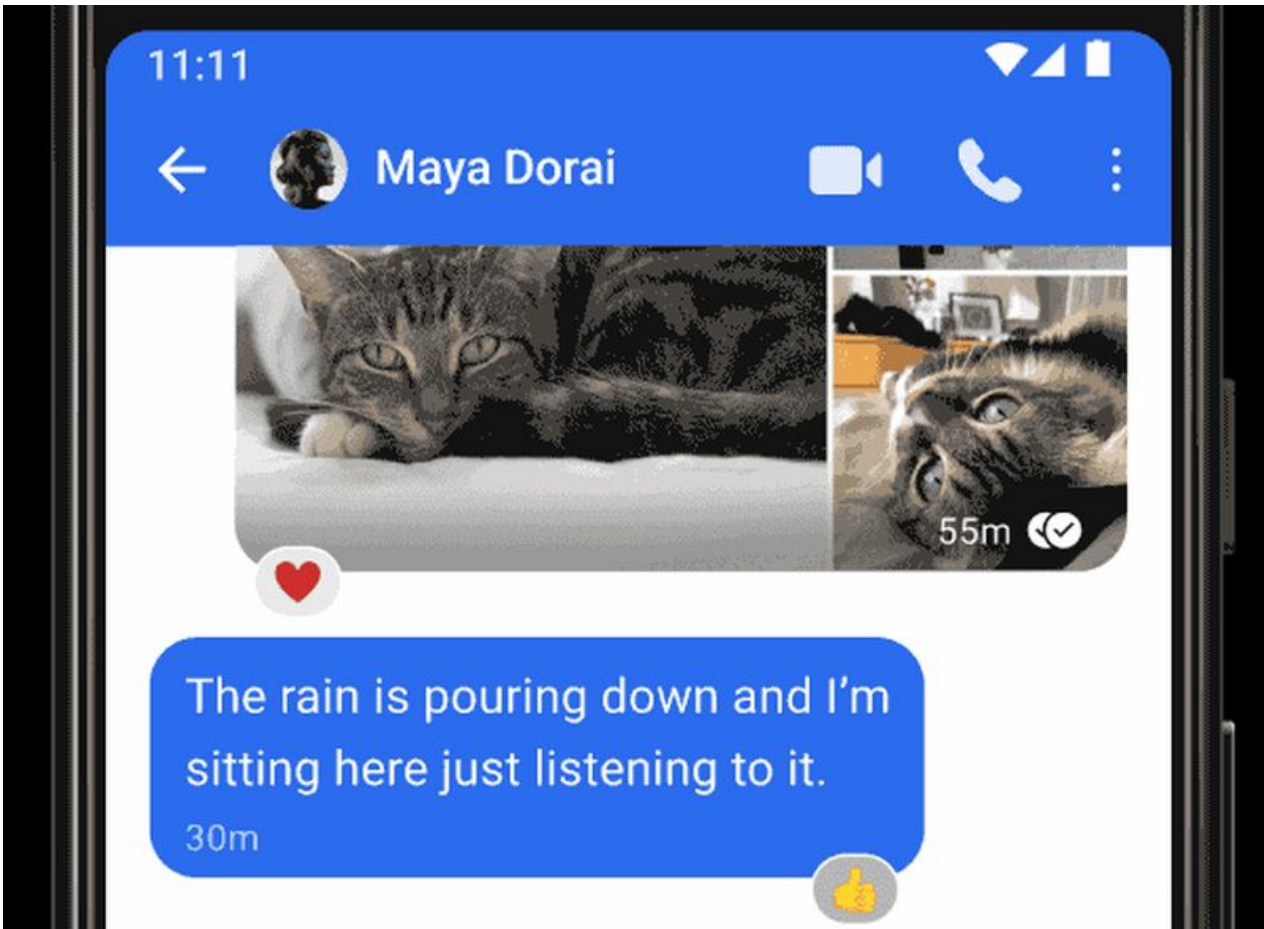 11:11
Maya Dorai
55m
The rain is pouring down and I’m
sitting here just listening to it.
30m